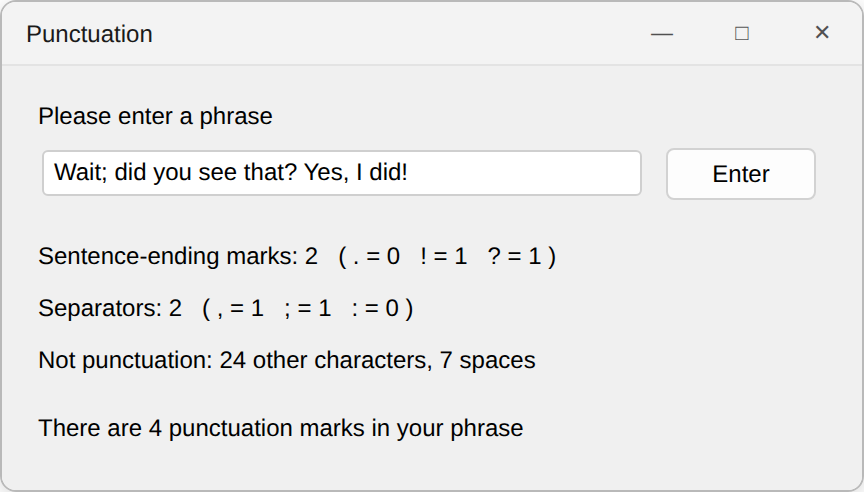 Punctuation
Please enter a phrase
Wait; did you see that? Yes, I did!
Enter
Sentence-ending marks: 2 ( . = 0 ! = 1 ? = 1 )
Separators: 2 ( , = 1 ; = 1 : = 0 )
Not punctuation: 24 other characters, 7 spaces
There are 4 punctuation marks in your phrase